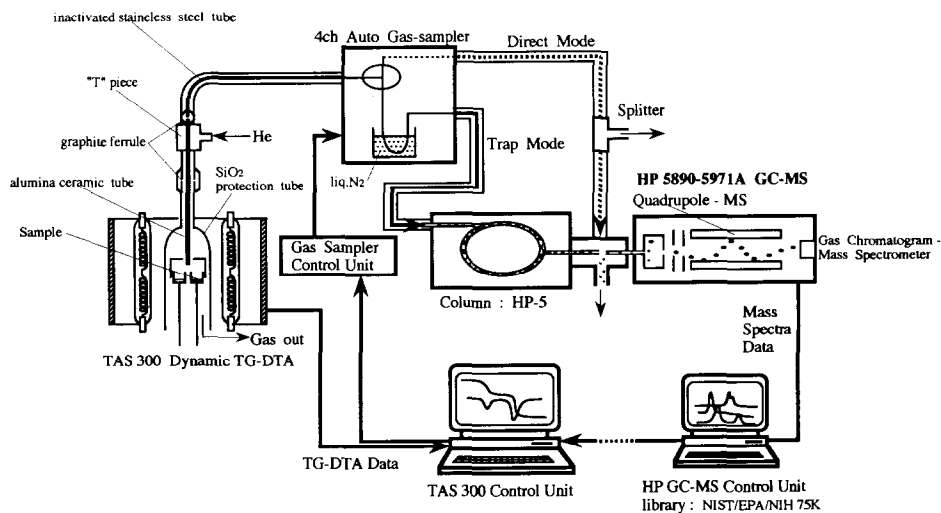 inactivated staineless steel tube
4ch Auto Gas-sampler
Direct Mode
"T" piece
Splitter
graphite ferrule
He
Trap Mode
alumina ceramic tube
SiO2
protection tube
liq.N2
HP 5890-5971A GC-MS
Quadrupole - MS
Sample
Gas Sampler
Control Unit
Gas Chromatogram -
Mass Spectrometer
Column : HP-5
Gas out
TAS 300 Dynamic TG-DTA
Mass
Spectra
Data
TG-DTA Data
TAS 300 Control Unit
HP GC-MS Control Unit
library : NIST/EPA/NIH 75K